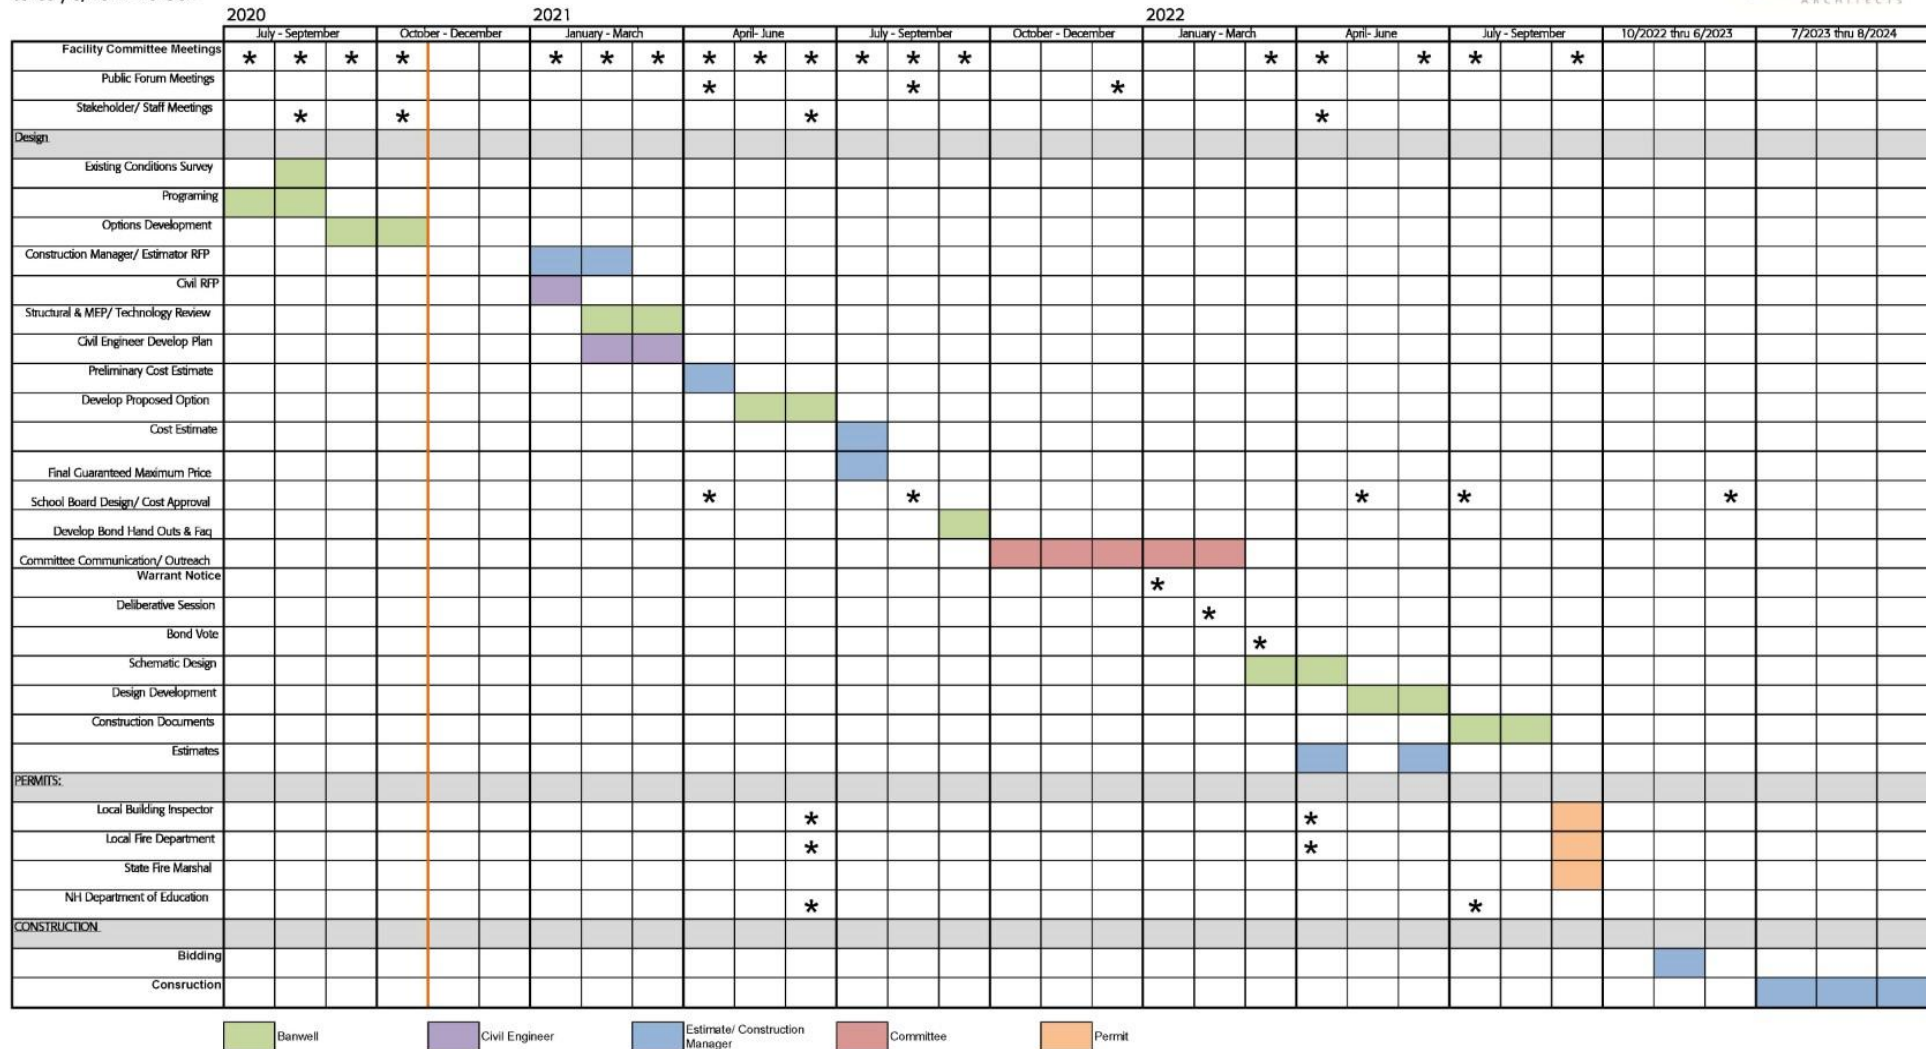 ARCHITECTS
2020 2021 2022
July - September October - December January - March April- June July - September October - December January - March April- June July - September 10/2022 thru 6/2023 7/2023 thru 8/2024
Facility Committee Meetings * * * * * * * * * * * * * * * * * *
Public Forum Meetings * * *
Stakeholder/ Staff Meetings * * * *
Design
Existing Conditions Survey
Programing
Options Development
Construction Manager/ Estimator RFP
Civil RFP
Structural & MEP/ Technology Review
Civil Engineer Develop Plan
Preliminary Cost Estimate
Develop Proposed Option
Cost Estimate
Final Guaranteed Maximum Price
School Board Design/ Cost Approval * * * * *
Develop Bond Hand Outs & Faq
Committee Communication/ Outreach
Warrant Notice *
Deliberative Session *
Bond Vote *
Schematic Design
Design Development
Construction Documents
Estimates
PERMITS:
Local Building Inspector * *
Local Fire Department * *
State Fire Marshal
NH Department of Education * *
CONSTRUCTION
Bidding
Consruction
Banwell Civil Engineer Estimate/ Construction Manager Committee Permit